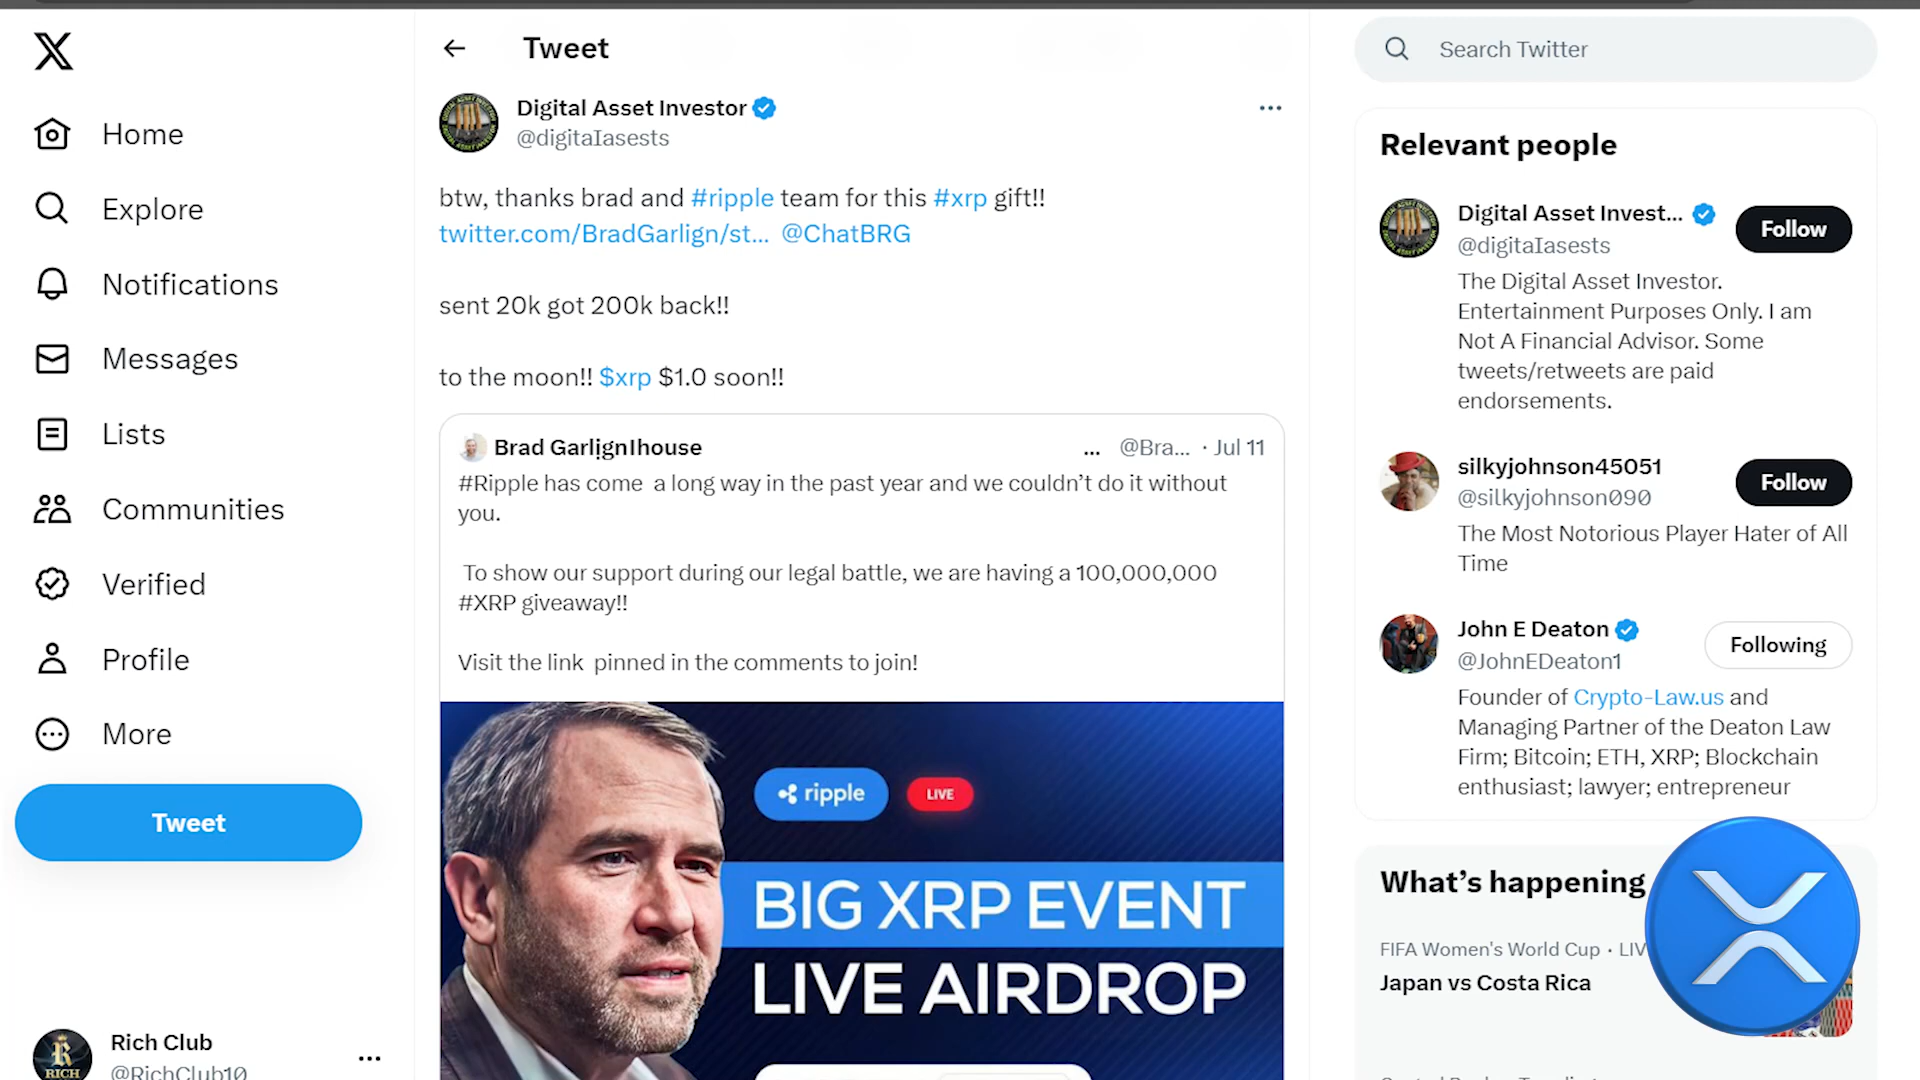 Home
Explore
Notifications
Messages
Lists
Communities
Verified
Profile
More
Tweet
Rich Club
@RichClub10
RICH
Tweet
Digital Asset Investor
@digitaIasests
btw, thanks brad and #ripple team for this #xrp gift!!
twitter.com/BradGarlign/st... @ChatBRG
sent 20k got 200k back!!
to the moon!! $xrp $1.0 soon!!
Brad GarlịgnIhouse ... @Bra... · Jul 11
#Ripple has come a long way in the past year and we couldn’t do it without
you.
To show our support during our legal battle, we are having a 100,000,000
#XRP giveaway!!
Visit the link pinned in the comments to join!
ripple LIVE
BIG XRP EVENT
LIVE AIRDROP
Search Twitter
Relevant people
Digital Asset Invest...
@digitaIasests
Follow
The Digital Asset Investor.
Entertainment Purposes Only. I am
Not A Financial Advisor. Some
tweets/retweets are paid
endorsements.
silkyjohnson45051
@silkyjohnson090
Follow
The Most Notorious Player Hater of All
Time
John E Deaton
@JohnEDeaton1
Following
Founder of Crypto-Law.us and
Managing Partner of the Deaton Law
Firm; Bitcoin; ETH, XRP; Blockchain
enthusiast; lawyer; entrepreneur
What’s happening
FIFA Women's World Cup · LIV
Japan vs Costa Rica